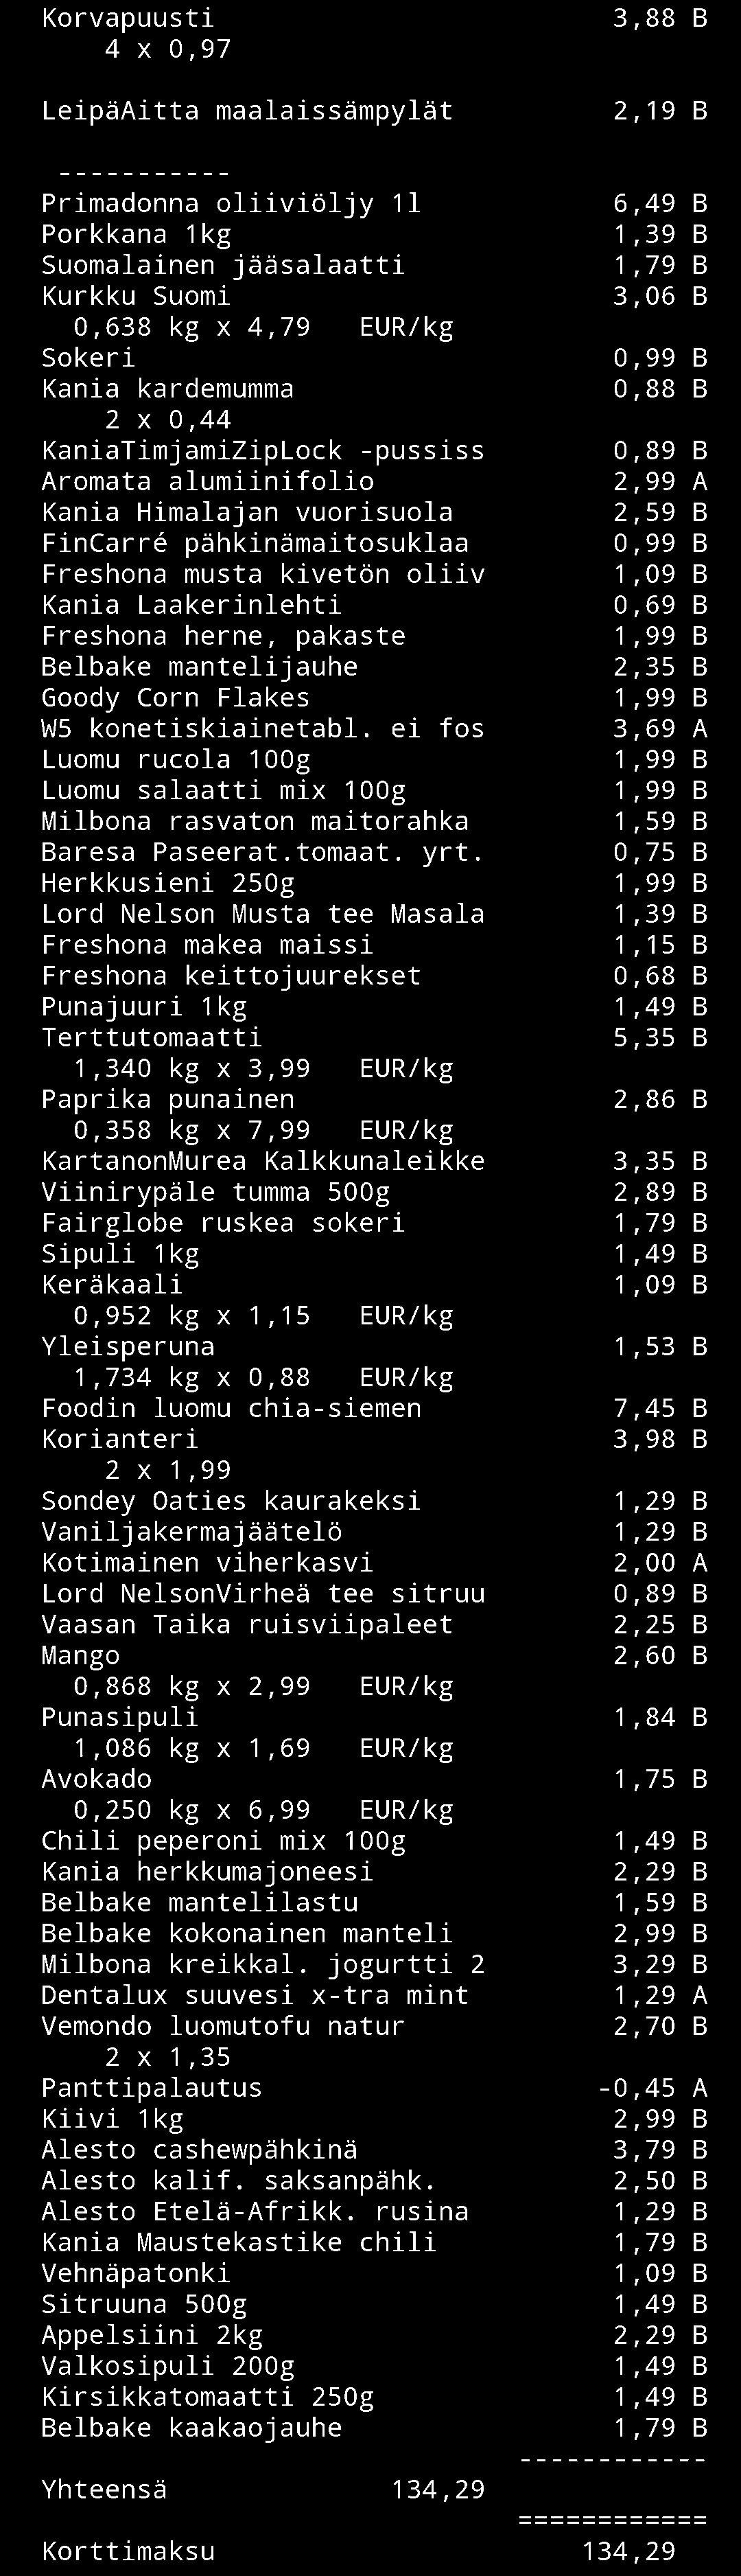 Korvapuusti 3,88 B
4 x 0,97
LeipäAitta maalaissämpylät 2,19 B
-----------
Primadonna oliiviöljy 1l 6,49 B
Porkkana 1kg 1,39 B
Suomalainen jääsalaatti 1,79 B
Kurkku Suomi 3,06 B
0,638 kg x 4,79 EUR/kg
Sokeri 0,99 B
Kania kardemumma 0,88 B
2 x 0,44
KaniaTimjamiZipLock -pussiss 0,89 B
Aromata alumiinifolio 2,99 A
Kania Himalajan vuorisuola 2,59 B
FinCarré pähkinämaitosuklaa 0,99 B
Freshona musta kivetön oliiv 1,09 B
Kania Laakerinlehti 0,69 B
Freshona herne, pakaste 1,99 B
Belbake mantelijauhe 2,35 B
Goody Corn Flakes 1,99 B
W5 konetiskiainetabl. ei fos 3,69 A
Luomu rucola 100g 1,99 B
Luomu salaatti mix 100g 1,99 B
Milbona rasvaton maitorahka 1,59 B
Baresa Paseerat.tomaat. yrt. 0,75 B
Herkkusieni 250g 1,99 B
Lord Nelson Musta tee Masala 1,39 B
Freshona makea maissi 1,15 B
Freshona keittojuurekset 0,68 B
Punajuuri 1kg 1,49 B
Terttutomaatti 5,35 B
1,340 kg x 3,99 EUR/kg
Paprika punainen 2,86 B
0,358 kg x 7,99 EUR/kg
KartanonMurea Kalkkunaleikke 3,35 B
Viinirypäle tumma 500g 2,89 B
Fairglobe ruskea sokeri 1,79 B
Sipuli 1kg 1,49 B
Keräkaali 1,09 B
0,952 kg x 1,15 EUR/kg
Yleisperuna 1,53 B
1,734 kg x 0,88 EUR/kg
Foodin luomu chia-siemen 7,45 B
Korianteri 3,98 B
2 x 1,99
Sondey Oaties kaurakeksi 1,29 B
Vaniljakermajäätelö 1,29 B
Kotimainen viherkasvi 2,00 A
Lord NelsonVirheä tee sitruu 0,89 B
Vaasan Taika ruisviipaleet 2,25 B
Mango 2,60 B
0,868 kg x 2,99 EUR/kg
Punasipuli 1,84 B
1,086 kg x 1,69 EUR/kg
Avokado 1,75 B
0,250 kg x 6,99 EUR/kg
Chili peperoni mix 100g 1,49 B
Kania herkkumajoneesi 2,29 B
Belbake mantelilastu 1,59 B
Belbake kokonainen manteli 2,99 B
Milbona kreikkal. jogurtti 2 3,29 B
Dentalux suuvesi x-tra mint 1,29 A
Vemondo luomutofu natur 2,70 B
2 x 1,35
Panttipalautus -0,45 A
Kiivi 1kg 2,99 B
Alesto cashewpähkinä 3,79 B
Alesto kalif. saksanpähk. 2,50 B
Alesto Etelä-Afrikk. rusina 1,29 B
Kania Maustekastike chili 1,79 B
Vehnäpatonki 1,09 B
Sitruuna 500g 1,49 B
Appelsiini 2kg 2,29 B
Valkosipuli 200g 1,49 B
Kirsikkatomaatti 250g 1,49 B
Belbake kaakaojauhe 1,79 B
------------
Yhteensä 134,29
============
Korttimaksu 134,29